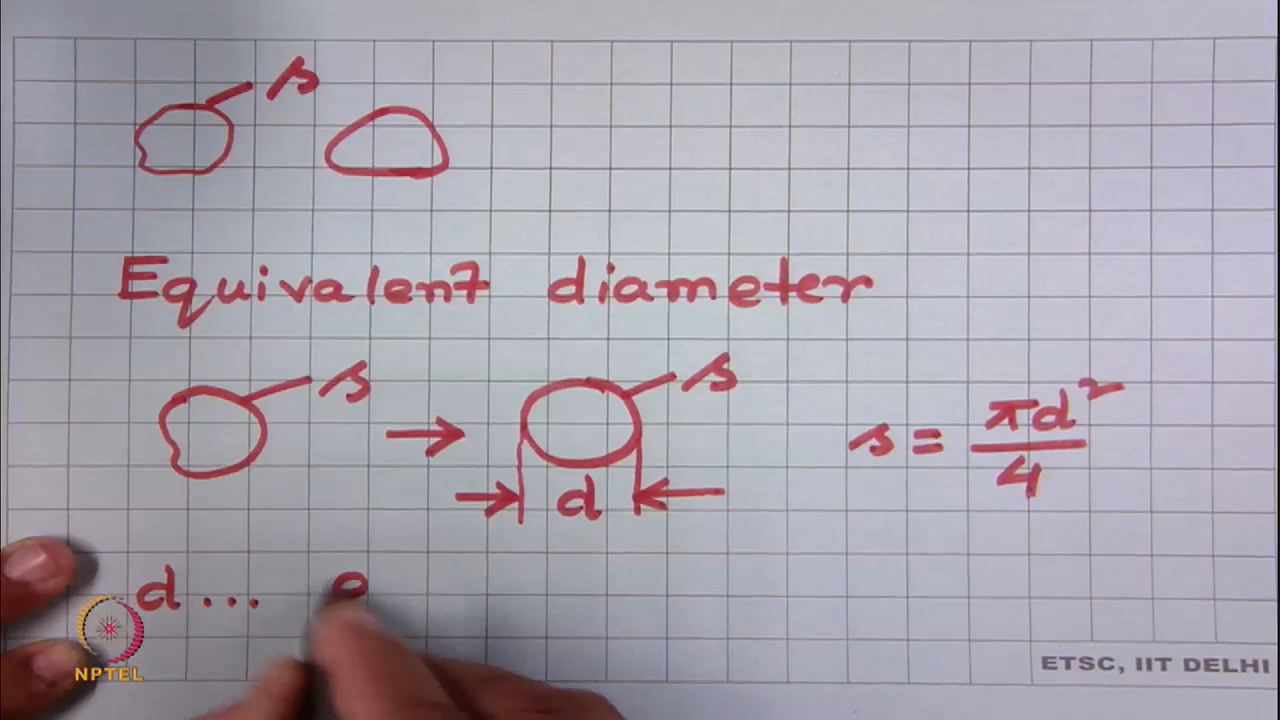 s
Equivalent diameter
s → s s = πd²/4
→ d ←
d ...
NPTEL
ETSC, IIT DELHI